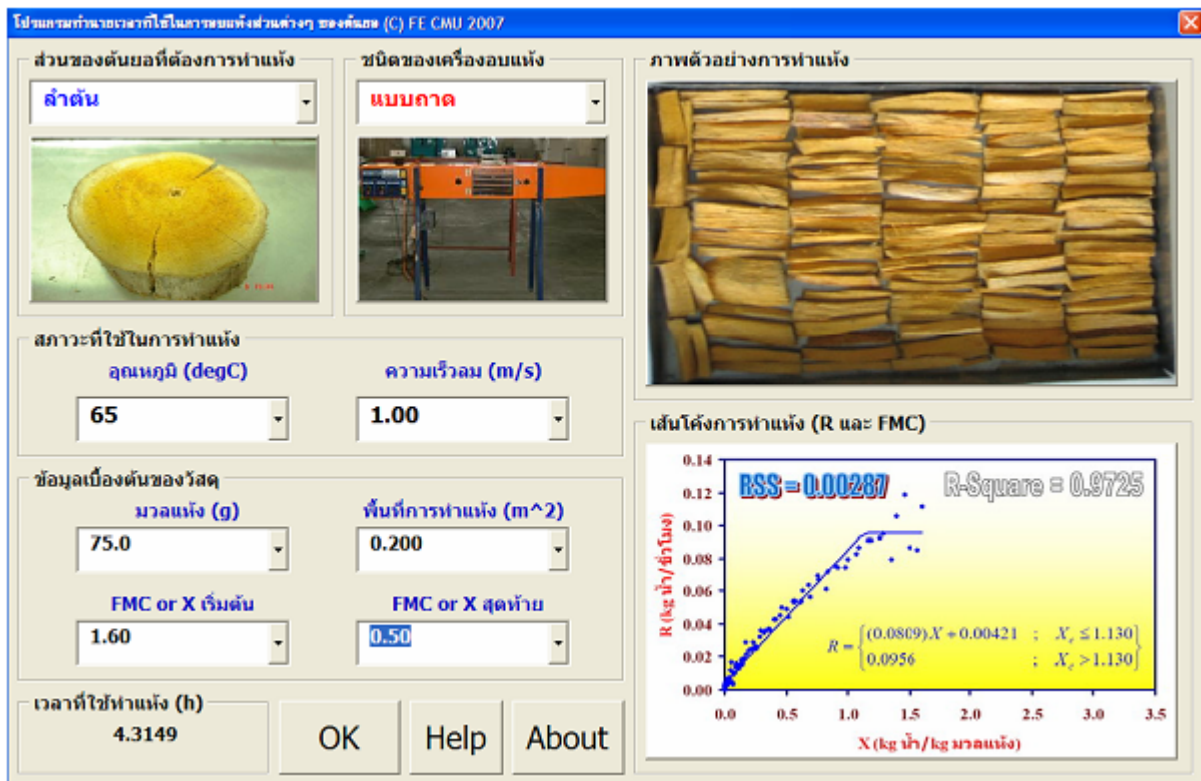 โปรแกรมทำนายเวลาที่ใช้ในการอบแห้งส่วนต่างๆ ของต้นยอ (C) FE CMU 2007
ส่วนของต้นยอที่ต้องการทำแห้ง
ลำต้น
ชนิดของเครื่องอบแห้ง
แบบถาด
ภาพตัวอย่างการทำแห้ง
สภาวะที่ใช้ในการทำแห้ง
อุณหภูมิ (degC)
65
ความเร็วลม (m/s)
1.00
ข้อมูลเบื้องต้นของวัสดุ
มวลแห้ง (g)
75.0
พื้นที่การทำแห้ง (m^2)
0.200
FMC or X เริ่มต้น
1.60
FMC or X สุดท้าย
0.50
เวลาที่ใช้ทำแห้ง (h)
4.3149
OK
Help
About
เส้นโค้งการทำแห้ง (R และ FMC)
RSS = 0.00287
R-Square = 0.9725
R (kg น้ำ/ชั่วโมง)
0.14
0.12
0.10
0.08
0.06
0.04
0.02
0.00
R = { (0.0809)X + 0.00421 ; X_c ≤ 1.130
0.0956 ; X_c > 1.130 }
0.0 0.5 1.0 1.5 2.0 2.5 3.0 3.5
X (kg น้ำ/kg มวลแห้ง)